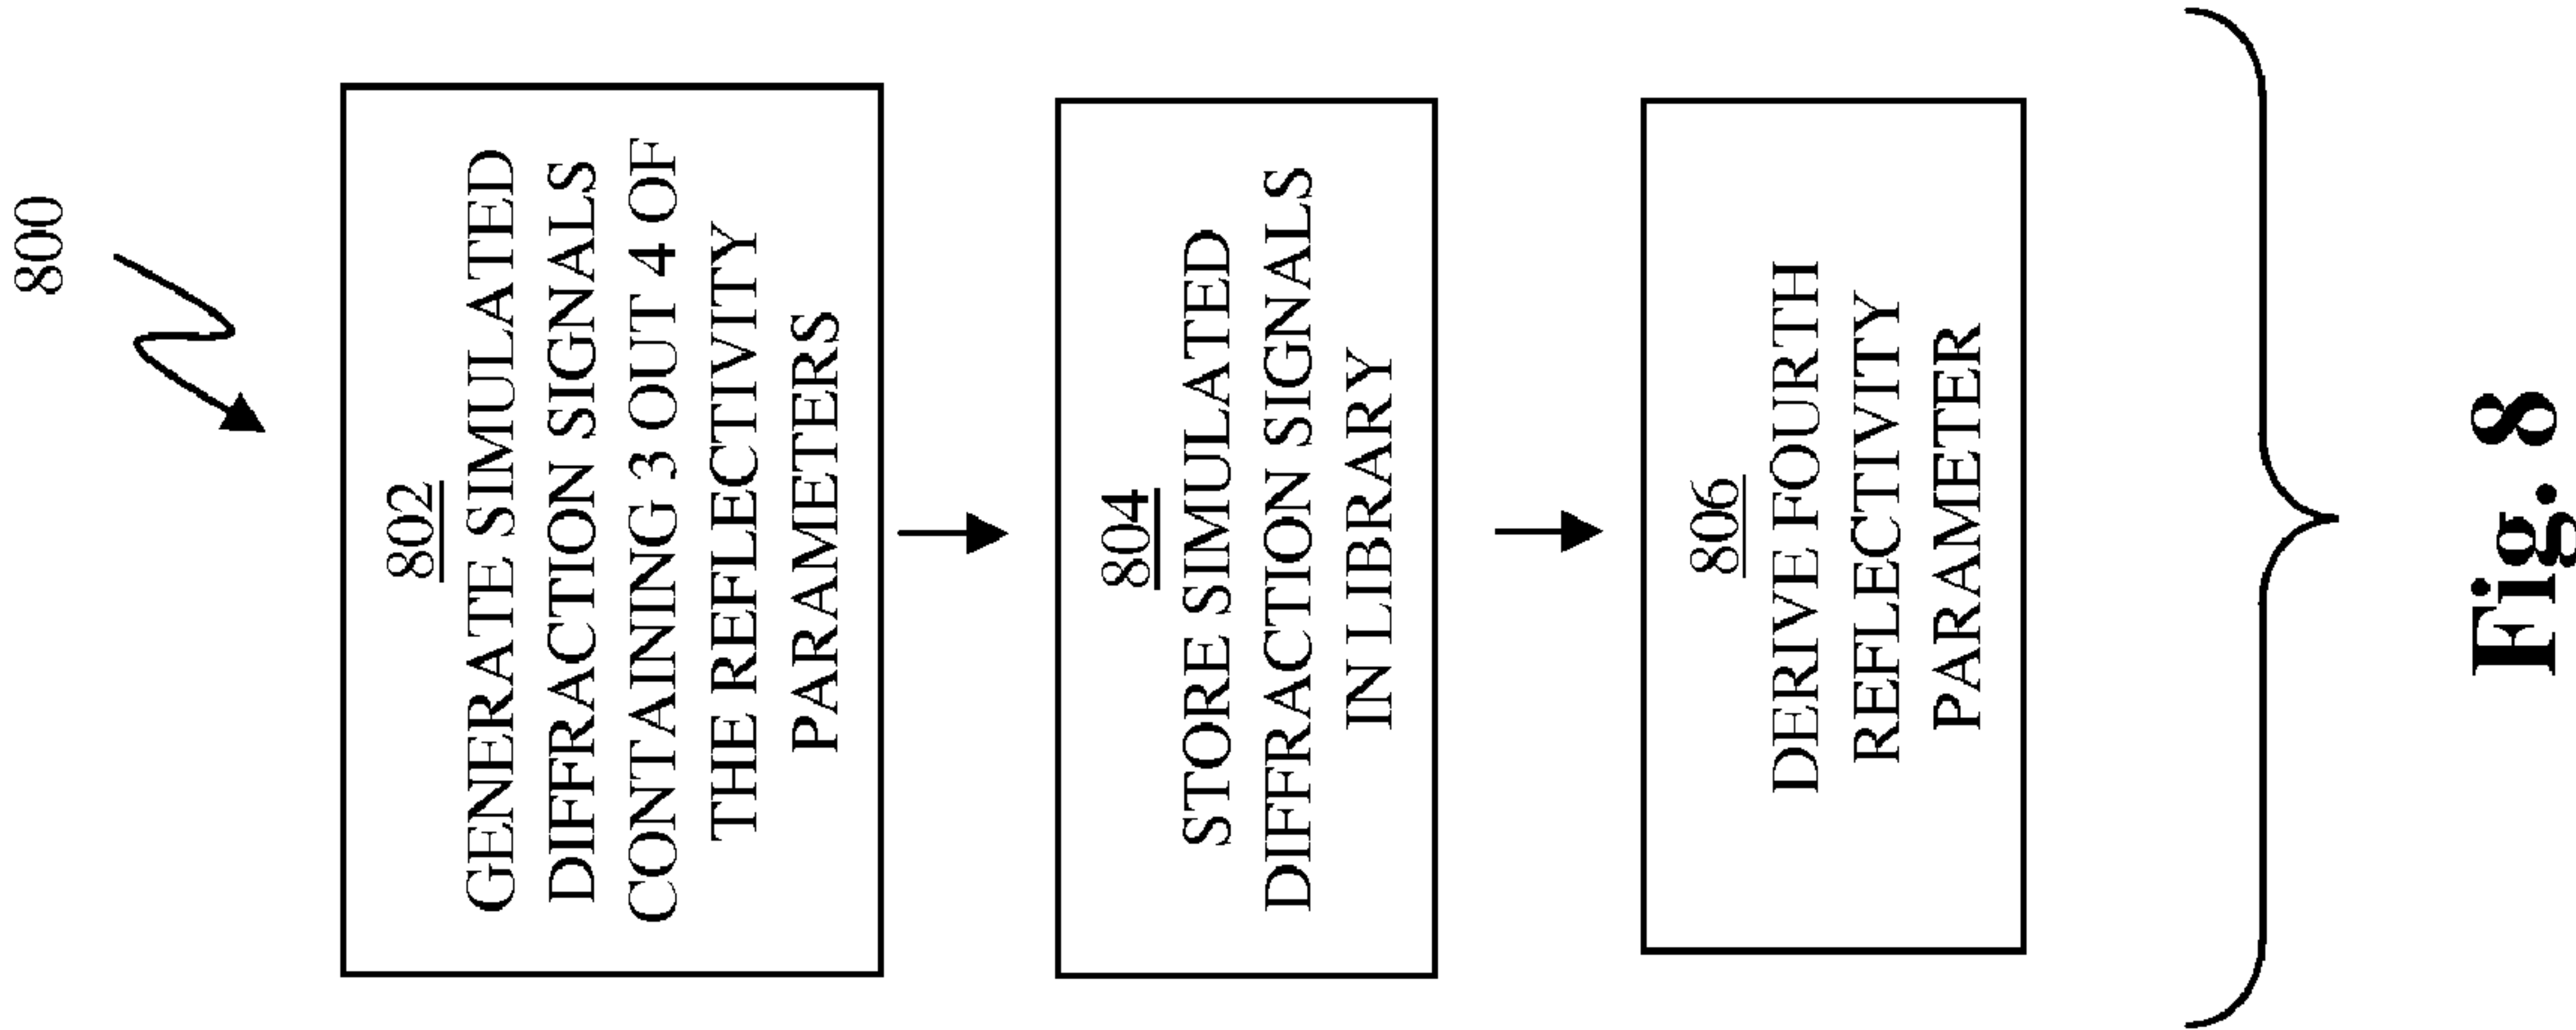 800
802
GENERATE SIMULATED
DIFFRACTION SIGNALS
CONTAINING 3 OUT 4 OF
THE REFLECTIVITY
PARAMETERS
804
STORE SIMULATED
DIFFRACTION SIGNALS
IN LIBRARY
806
DERIVE FOURTH
REFLECTIVITY
PARAMETER
Fig. 8